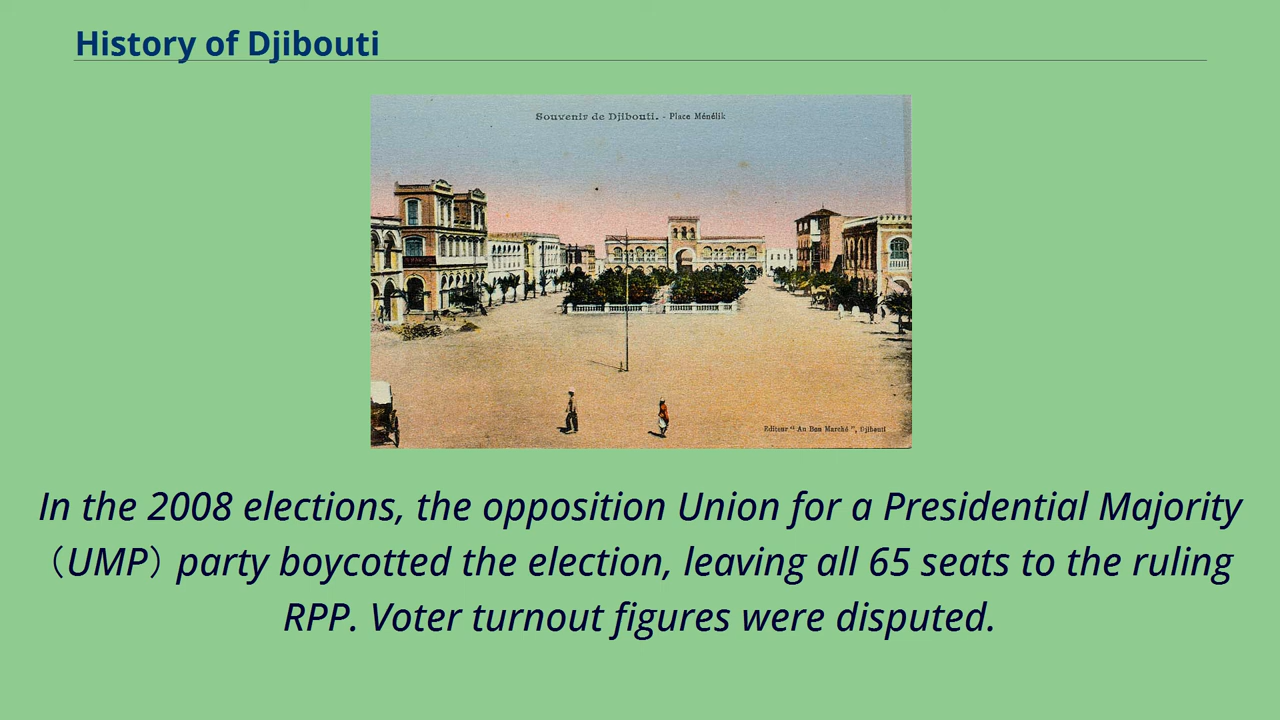 History of Djibouti
Souvenir de Djibouti. - Place Ménélik
Editeur " Au Bon Marché ", Djibouti
In the 2008 elections, the opposition Union for a Presidential Majority
（UMP）party boycotted the election, leaving all 65 seats to the ruling
RPP. Voter turnout figures were disputed.